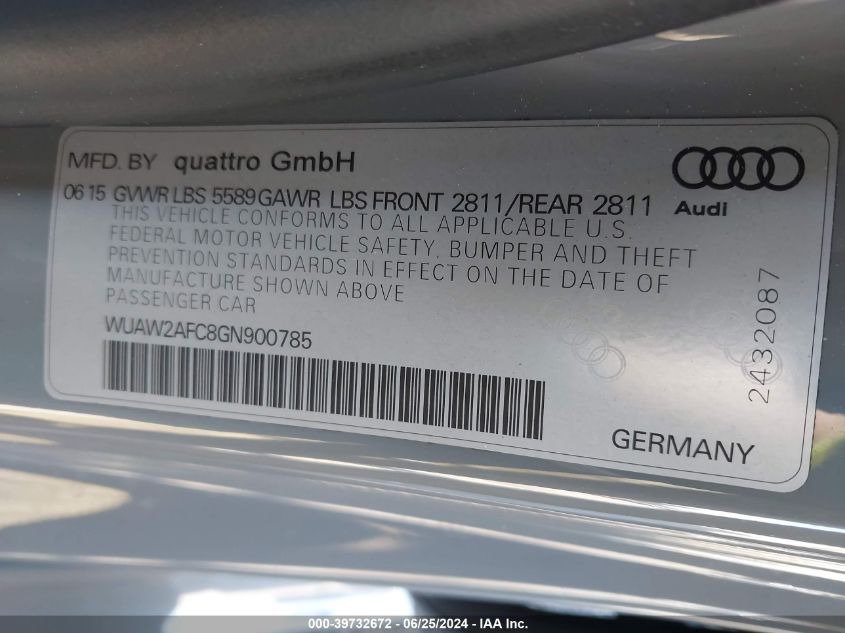 MFD. BY quattro GmbH
Audi
06 15 GVWR LBS 5589 GAWR LBS FRONT 2811/REAR 2811
THIS VEHICLE CONFORMS TO ALL APPLICABLE U.S.
FEDERAL MOTOR VEHICLE SAFETY, BUMPER AND THEFT
PREVENTION STANDARDS IN EFFECT ON THE DATE OF
MANUFACTURE SHOWN ABOVE
PASSENGER CAR
WUAW2AFC8GN900785
2432087
GERMANY
000-39732672 - 06/25/2024 - © IAA Inc.